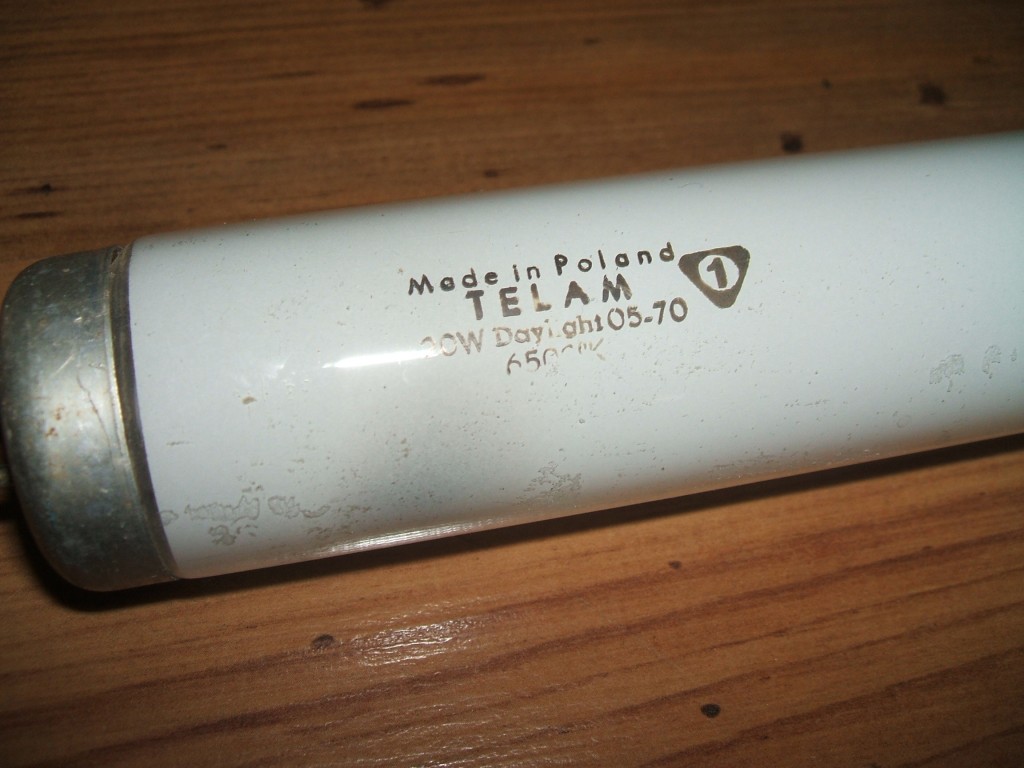 Made in Poland
TELAM 1
Daylight 05-70